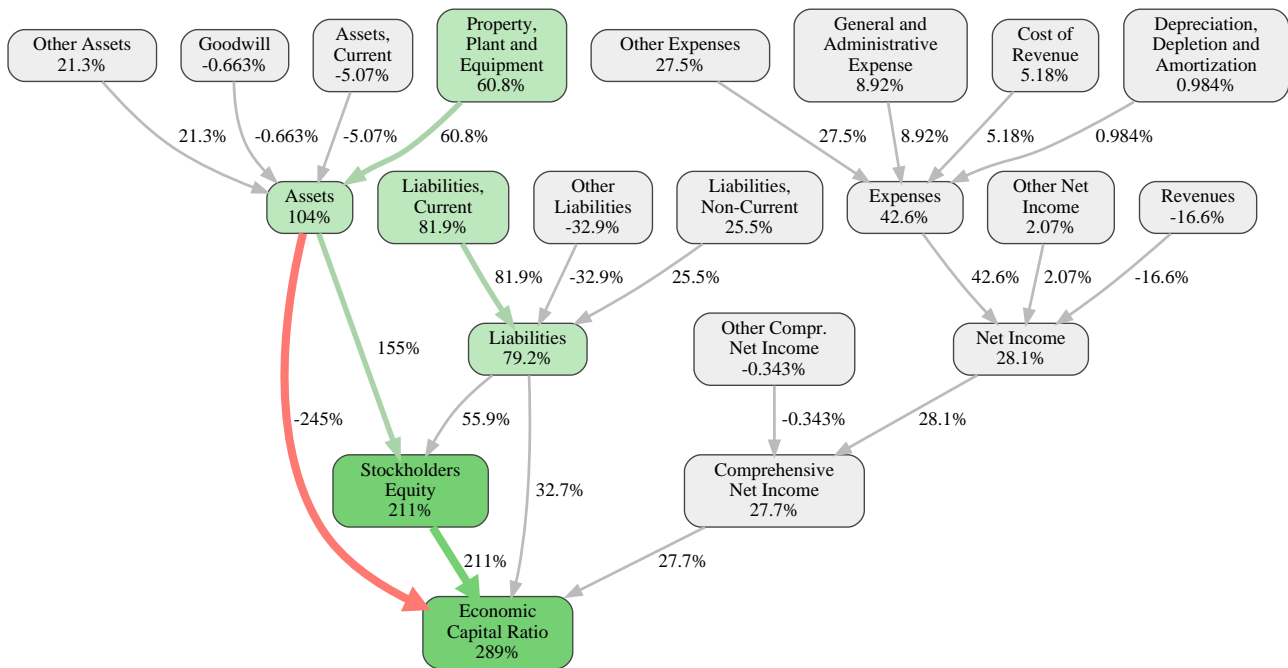 Other Assets
21.3%
Goodwill
-0.663%
Assets,
Current
-5.07%
Property,
Plant and
Equipment
60.8%
Other Expenses
27.5%
General and
Administrative
Expense
8.92%
Cost of
Revenue
5.18%
Depreciation,
Depletion and
Amortization
0.984%
21.3%
-0.663%
-5.07%
60.8%
27.5%
8.92%
5.18%
0.984%
Assets
104%
Liabilities,
Current
81.9%
Other
Liabilities
-32.9%
Liabilities,
Non-Current
25.5%
Expenses
42.6%
Other Net
Income
2.07%
Revenues
-16.6%
81.9%
-32.9%
25.5%
42.6%
2.07%
-16.6%
155%
Liabilities
79.2%
Other Compr.
Net Income
-0.343%
Net Income
28.1%
-245%
55.9%
-0.343%
28.1%
Stockholders
Equity
211%
32.7%
Comprehensive
Net Income
27.7%
211%
27.7%
Economic
Capital Ratio
289%